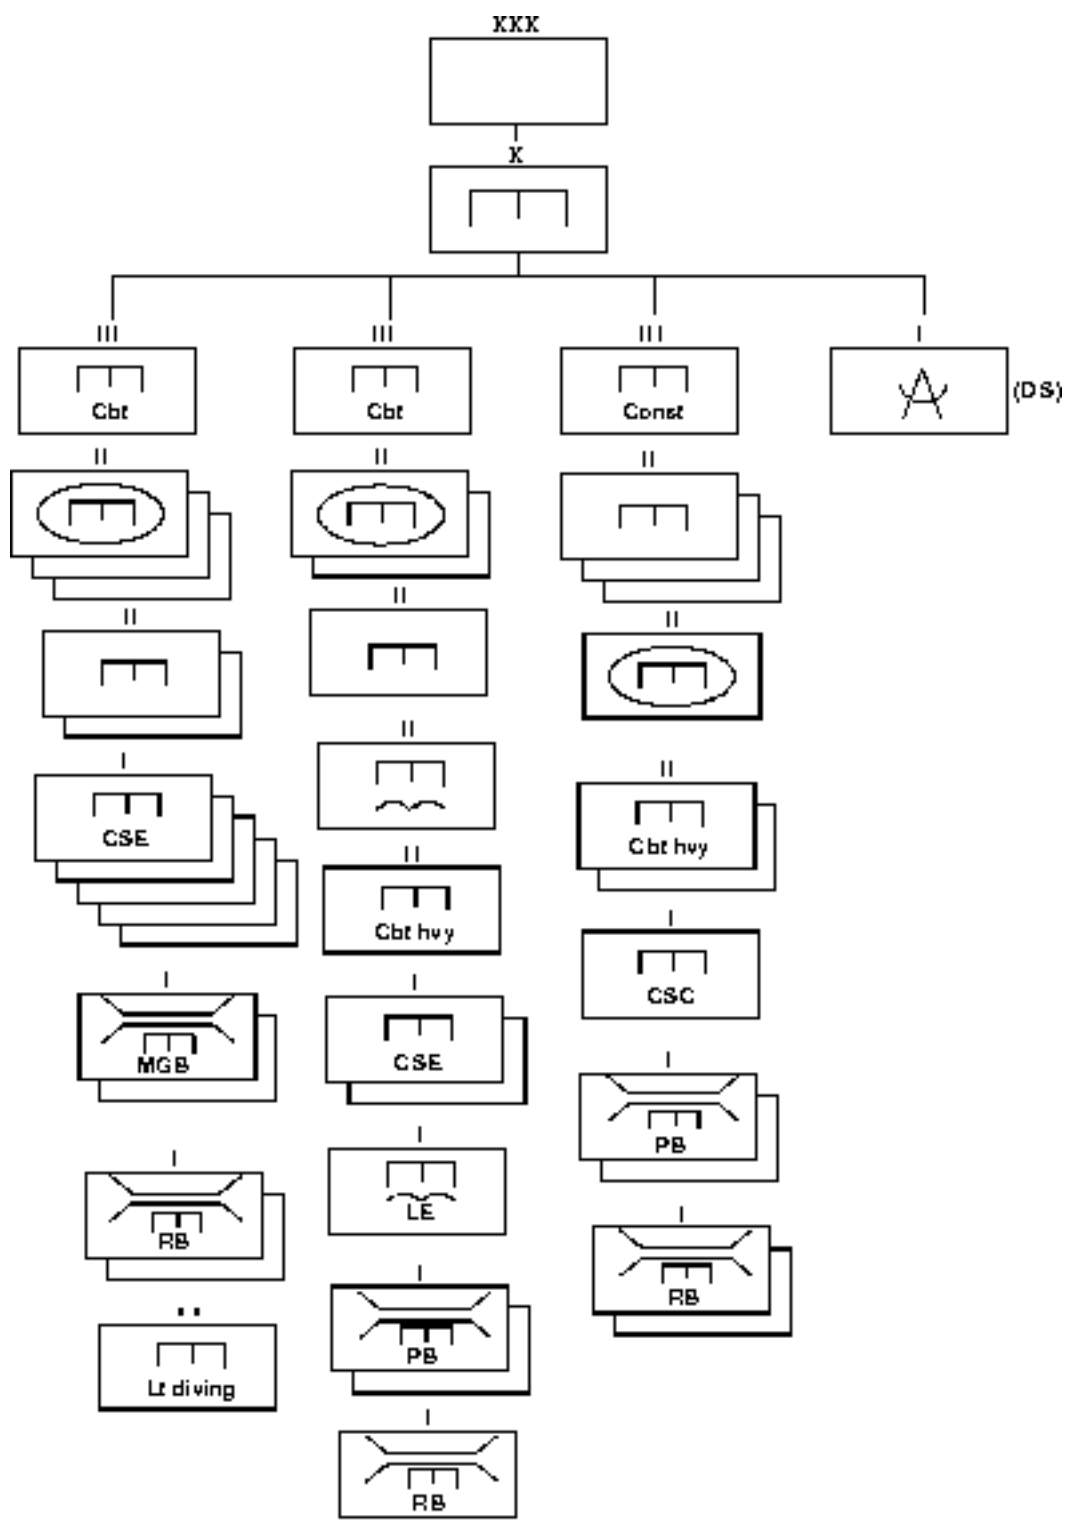 XXX
X
III
Cbt
II
II
I
CSE
I
MGB
I
RB
••
Lt diving
III
Cbt
II
II
II
II
Cbt hvy
I
CSE
I
LE
I
PB
I
RB
III
Const
II
II
II
Cbt hvy
I
CSC
I
PB
I
RB
I
(DS)